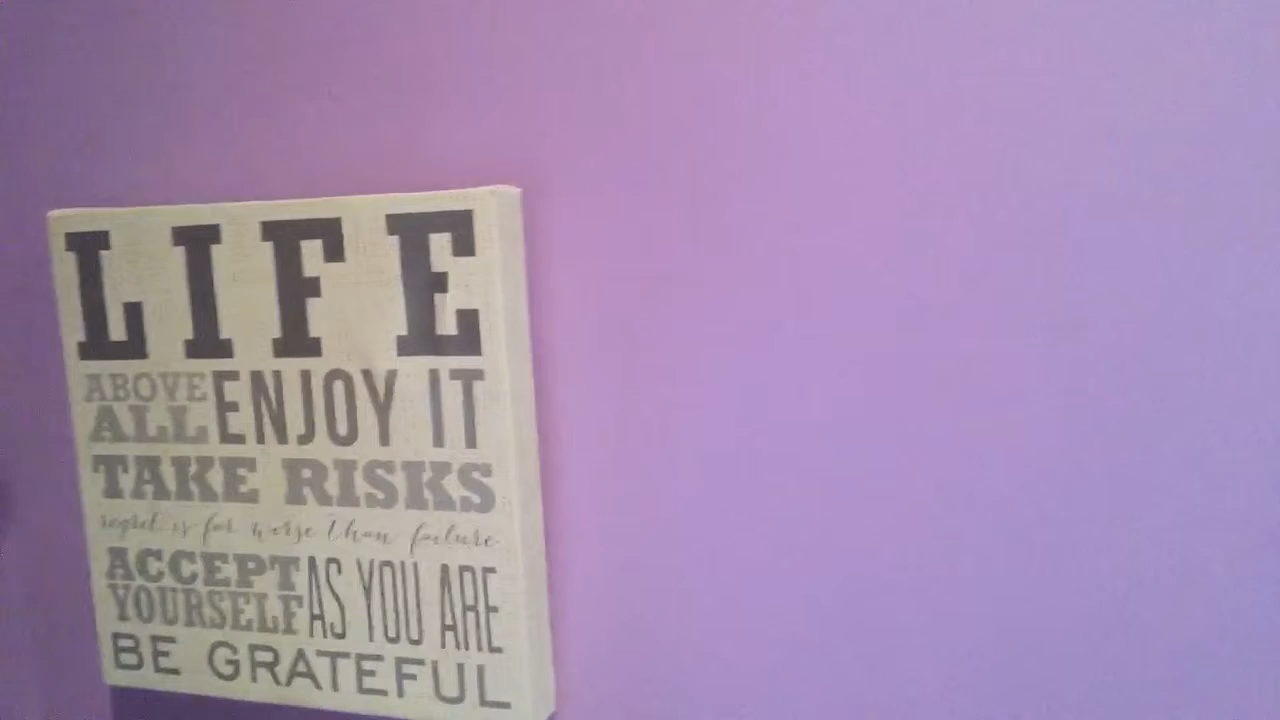 LIFE
ABOVE ALL ENJOY IT
TAKE RISKS
regret is far worse than failure
ACCEPT YOURSELF AS YOU ARE
BE GRATEFUL